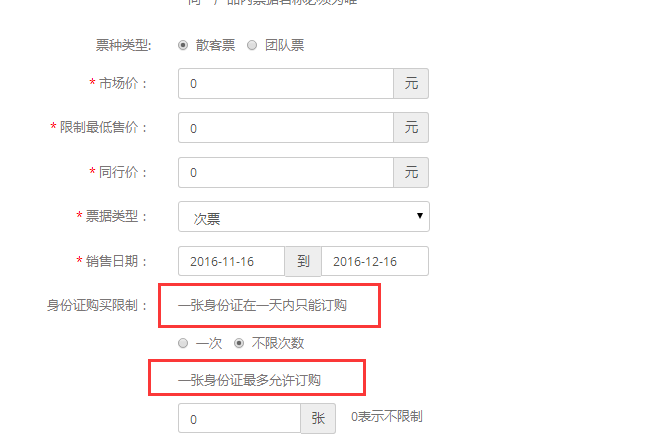 票种类型: 散客票 团队票
* 市场价： 0 元
* 限制最低售价： 0 元
* 同行价： 0 元
* 票据类型： 次票
* 销售日期： 2016-11-16 到 2016-12-16
身份证购买限制： 一张身份证在一天内只能订购
一次 不限次数
一张身份证最多允许订购
0 张 0表示不限制